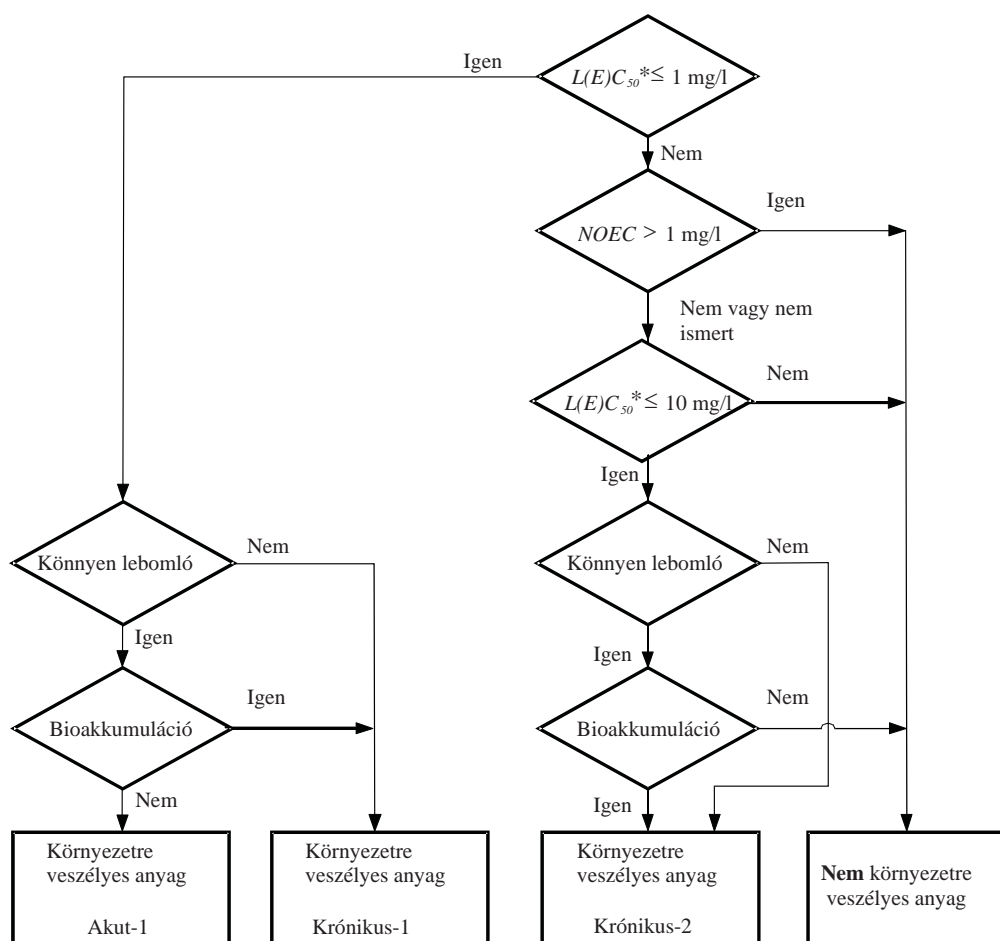 Igen
L(E)C50*≤ 1 mg/l
Nem
Igen
NOEC > 1 mg/l
Nem vagy nem
ismert
Nem
L(E)C50*≤ 10 mg/l
Igen
Könnyen lebomló
Nem
Igen
Könnyen lebomló
Nem
Igen
Bioakkumuláció
Igen
Nem
Bioakkumuláció
Nem
Igen
Környezetre
veszélyes anyag
Akut-1
Környezetre
veszélyes anyag
Krónikus-1
Környezetre
veszélyes anyag
Krónikus-2
Nem környezetre
veszélyes anyag